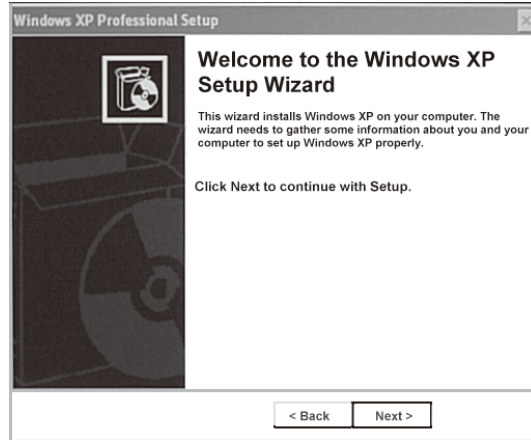 Windows XP Professional Setup
Welcome to the Windows XP
Setup Wizard
This wizard installs Windows XP on your computer. The
wizard needs to gather some information about you and your
computer to set up Windows XP properly.
Click Next to continue with Setup.
< Back
Next >